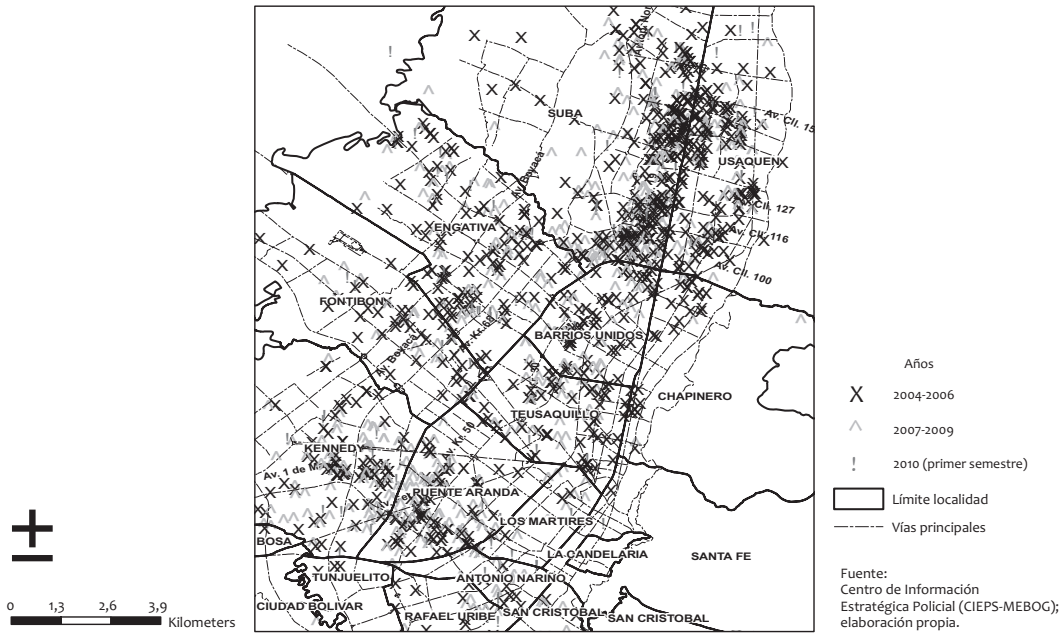 SUBA
USAQUEN
Av. Cll. 15
Cll. 127
Av. Cll. 116
Av. Cll. 100
Av. Boyaca
ENGATIVA
FONTIBON
Av. Boyaca
BARRIOS UNIDOS
CHAPINERO
TEUSAQUILLO
KENNEDY
Av. 1 de
Kr. 50
PUENTE ARANDA
LOS MARTIRES
BOSA
LA CANDELARIA
SANTA FE
TUNJUELITO
ANTONIO NARIÑO
CIUDAD BOLIVAR
RAFAEL URIBE
SAN CRISTOBAL
SAN CRISTOBAL
Años
2004-2006
2007-2009
2010 (primer semestre)
Límite localidad
Vías principales
Fuente:
Centro de Información
Estratégica Policial (CIEPS-MEBOG);
elaboración propia.
0 1,3 2,6 3,9
Kilometers